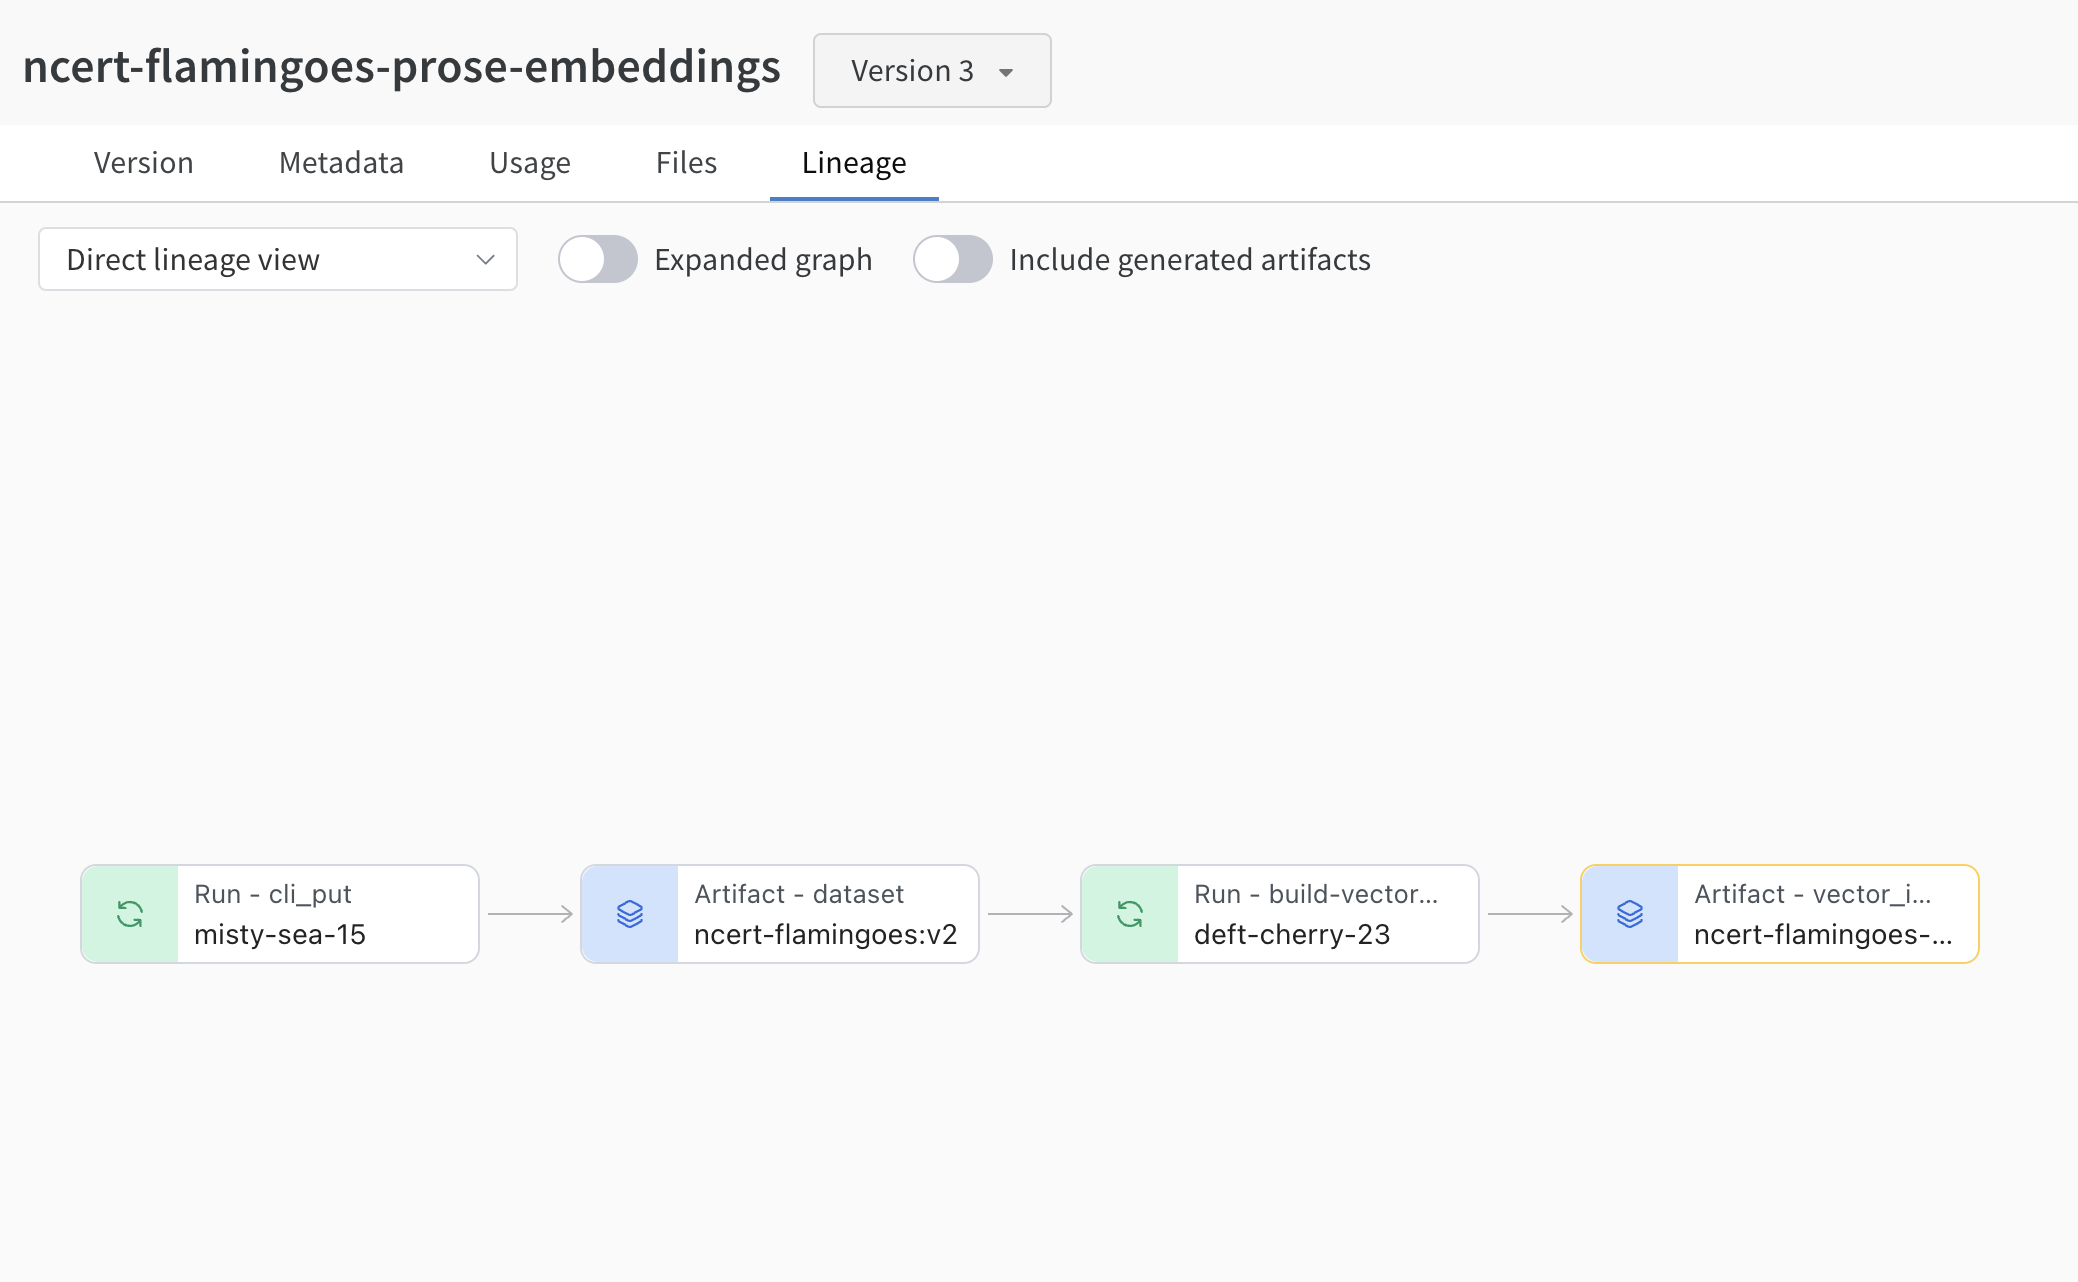 ncert-flamingoes-prose-embeddings Version 3
Version Metadata Usage Files Lineage
Direct lineage view Expanded graph Include generated artifacts
Run - cli_put
misty-sea-15
Artifact - dataset
ncert-flamingoes:v2
Run - build-vector...
deft-cherry-23
Artifact - vector_i...
ncert-flamingoes-...